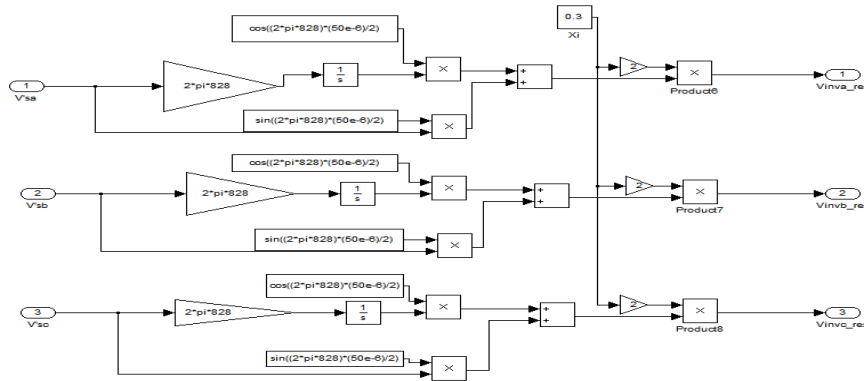 cos((2*pi*828)*(50e-6)/2)
0.3
Xi
1
V'sa
2*pi*828
1
s
×
+
+
2
×
Product6
1
Vinva_re
sin((2*pi*828)*(50e-6)/2)
×
cos((2*pi*828)*(50e-6)/2)
2
V'sb
2*pi*828
1
s
×
+
+
2
×
Product7
2
Vinvb_re
sin((2*pi*828)*(50e-6)/2)
×
cos((2*pi*828)*(50e-6)/2)
3
V'sc
2*pi*828
1
s
×
+
+
2
×
Product8
3
Vinvc_re
sin((2*pi*828)*(50e-6)/2)
×